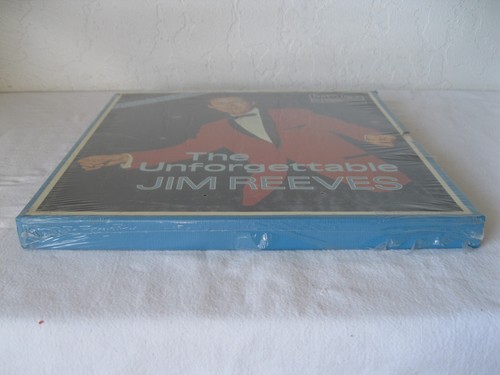 The
Unforgettable
JIM REEVES